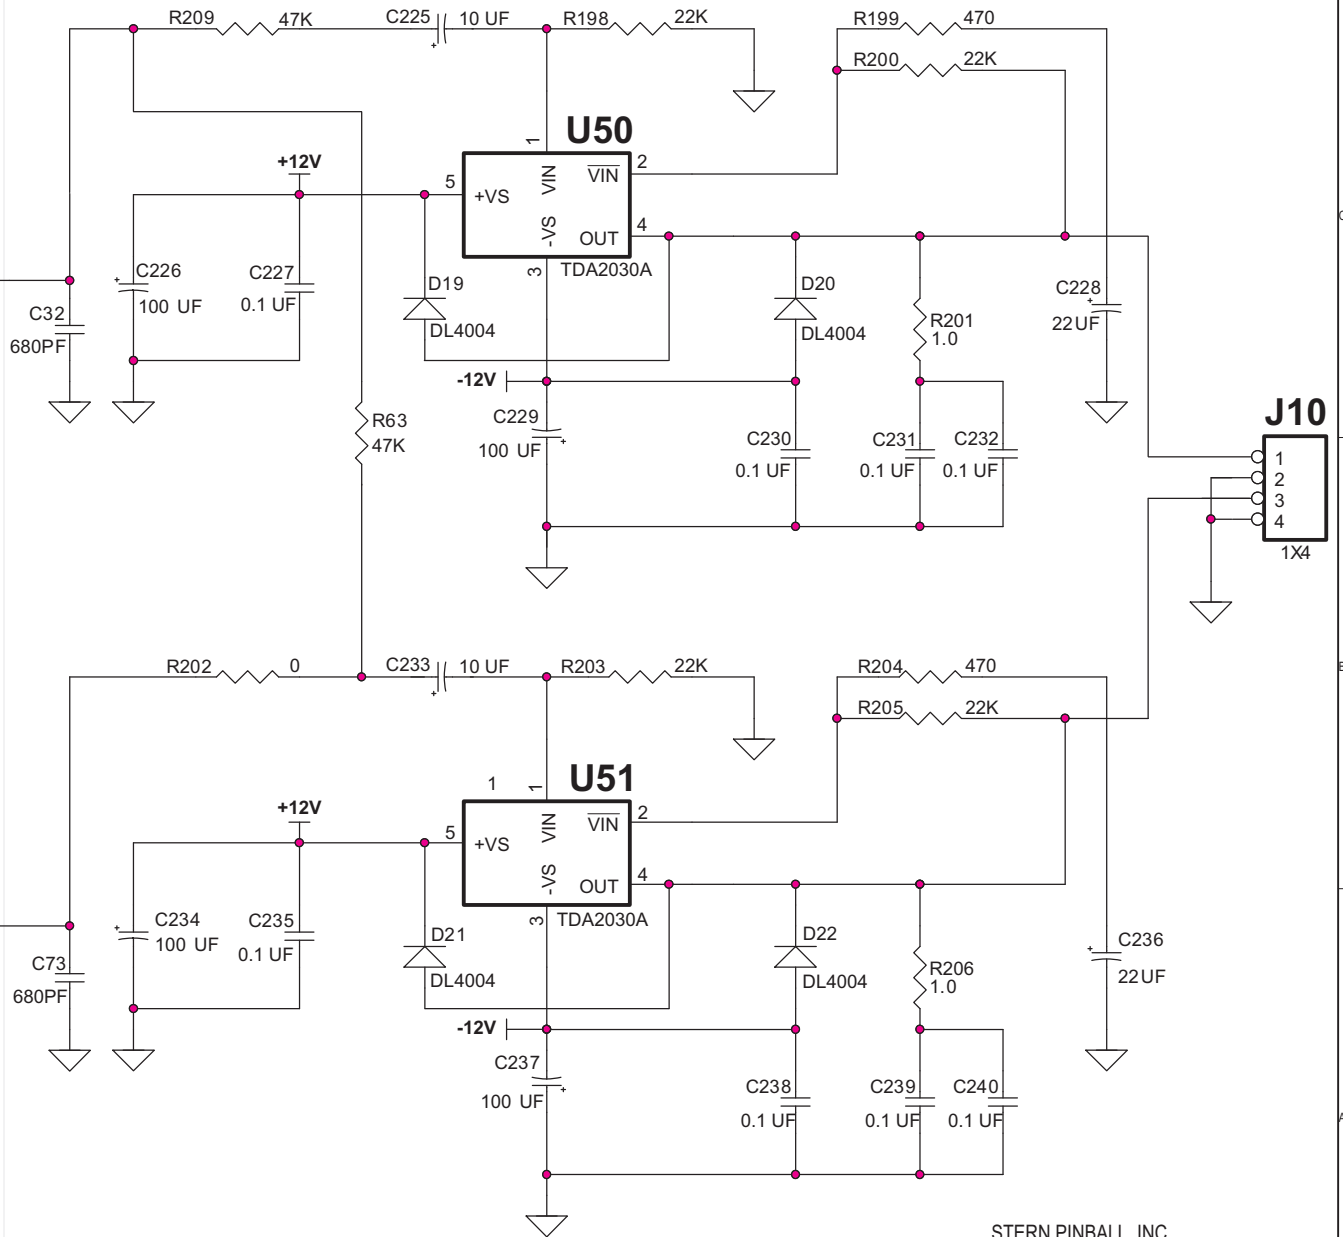 R209 47K C225 10 UF R198 22K R199 470
R200 22K
U50
+12V
1
5 +VS VIN VIN 2
-VS OUT 4
3 TDA2030A
C226
100 UF
C227
0.1 UF
D19
DL4004
D20
DL4004
C228
22UF
C32
680PF
R201
1.0
-12V
R63
47K
C229
100 UF
C230
0.1 UF
C231
0.1 UF
C232
0.1 UF
J10
1
2
3
4
1X4
R202 0 C233 10 UF R203 22K R204 470
R205 22K
U51
1
1
+12V
5 +VS VIN VIN 2
-VS OUT 4
3 TDA2030A
C234
100 UF
C235
0.1 UF
D21
DL4004
D22
DL4004
C236
22UF
C73
680PF
R206
1.0
-12V
C237
100 UF
C238
0.1 UF
C239
0.1 UF
C240
0.1 UF
STERN PINBALL, INC